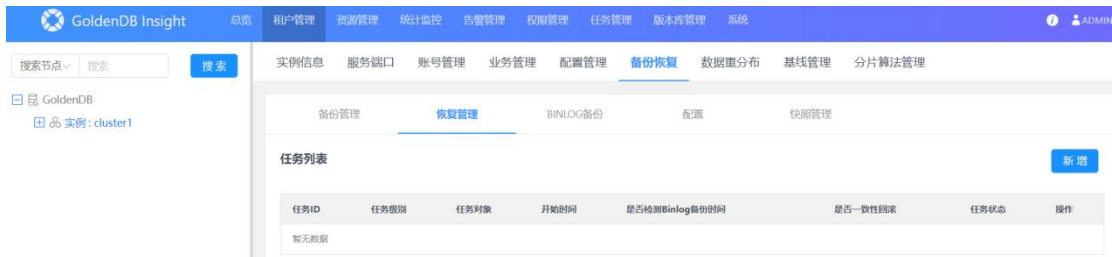 GoldenDB Insight 总览 租户管理 资源管理 统计监控 告警管理 权限管理 任务管理 版本库管理 系统 ADMIN
搜索节点 搜索 搜索 实例信息 服务端口 账号管理 业务管理 配置管理 备份恢复 数据重分布 基线管理 分片算法管理
GoldenDB
实例 : cluster1
备份管理 恢复管理 BINLOG备份 配置 快照管理
任务列表 新 增
任务ID 任务级别 任务对象 开始时间 是否检测Binlog备份时间 是否一致性回滚 任务状态 操作
暂无数据